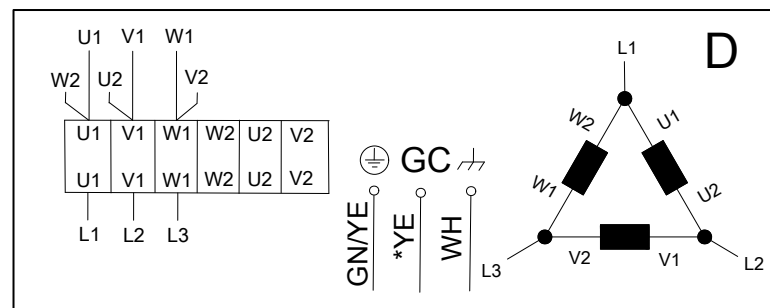 U1 V1 W1
W2 U2 V2
U1 V1 W1 W2 U2 V2
U1 V1 W1 W2 U2 V2
L1 L2 L3
GC
GN/YE
*YE
WH
D
L1
W2 U1
W1 U2
V2 V1
L3 L2